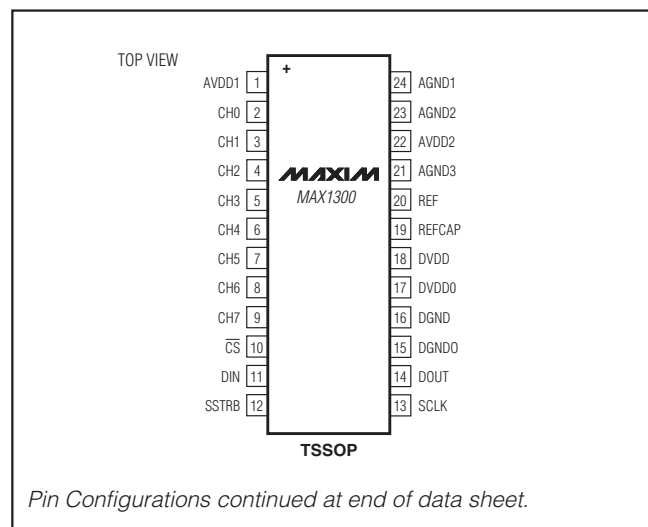 TOP VIEW
+
AVDD1 1 24 AGND1
CH0 2 23 AGND2
CH1 3 22 AVDD2
CH2 4 21 AGND3
MAXIM
MAX1300
CH3 5 20 REF
CH4 6 19 REFCAP
CH5 7 18 DVDD
CH6 8 17 DVDD0
CH7 9 16 DGND
C̅S̅ 10 15 DGNDO
DIN 11 14 DOUT
SSTRB 12 13 SCLK
TSSOP
Pin Configurations continued at end of data sheet.